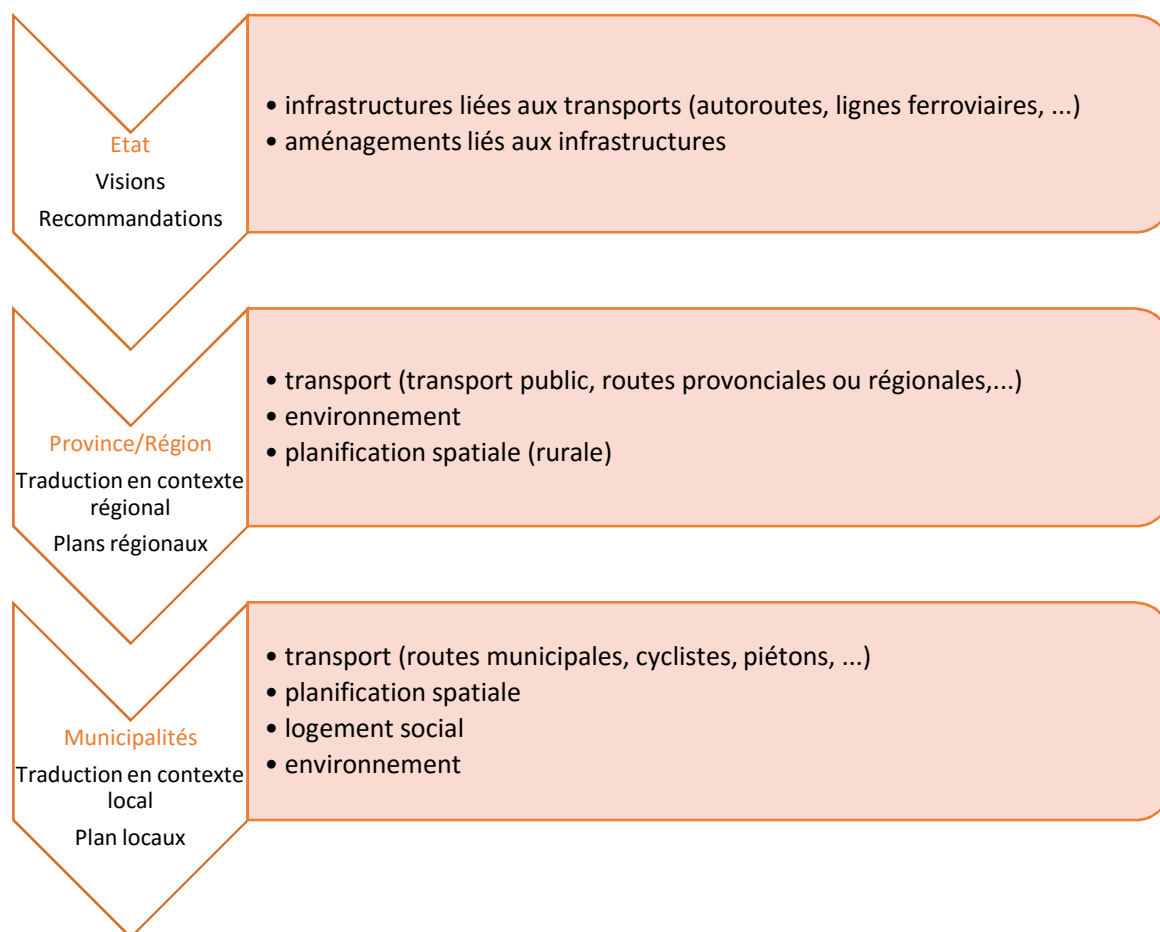 Etat
Visions
Recommandations
• infrastructures liées aux transports (autoroutes, lignes ferroviaires, ...)
• aménagements liés aux infrastructures
Province/Région
Traduction en contexte
régional
Plans régionaux
• transport (transport public, routes provonciales ou régionales,...)
• environnement
• planification spatiale (rurale)
Municipalités
Traduction en contexte
local
Plan locaux
• transport (routes municipales, cyclistes, piétons, ...)
• planification spatiale
• logement social
• environnement